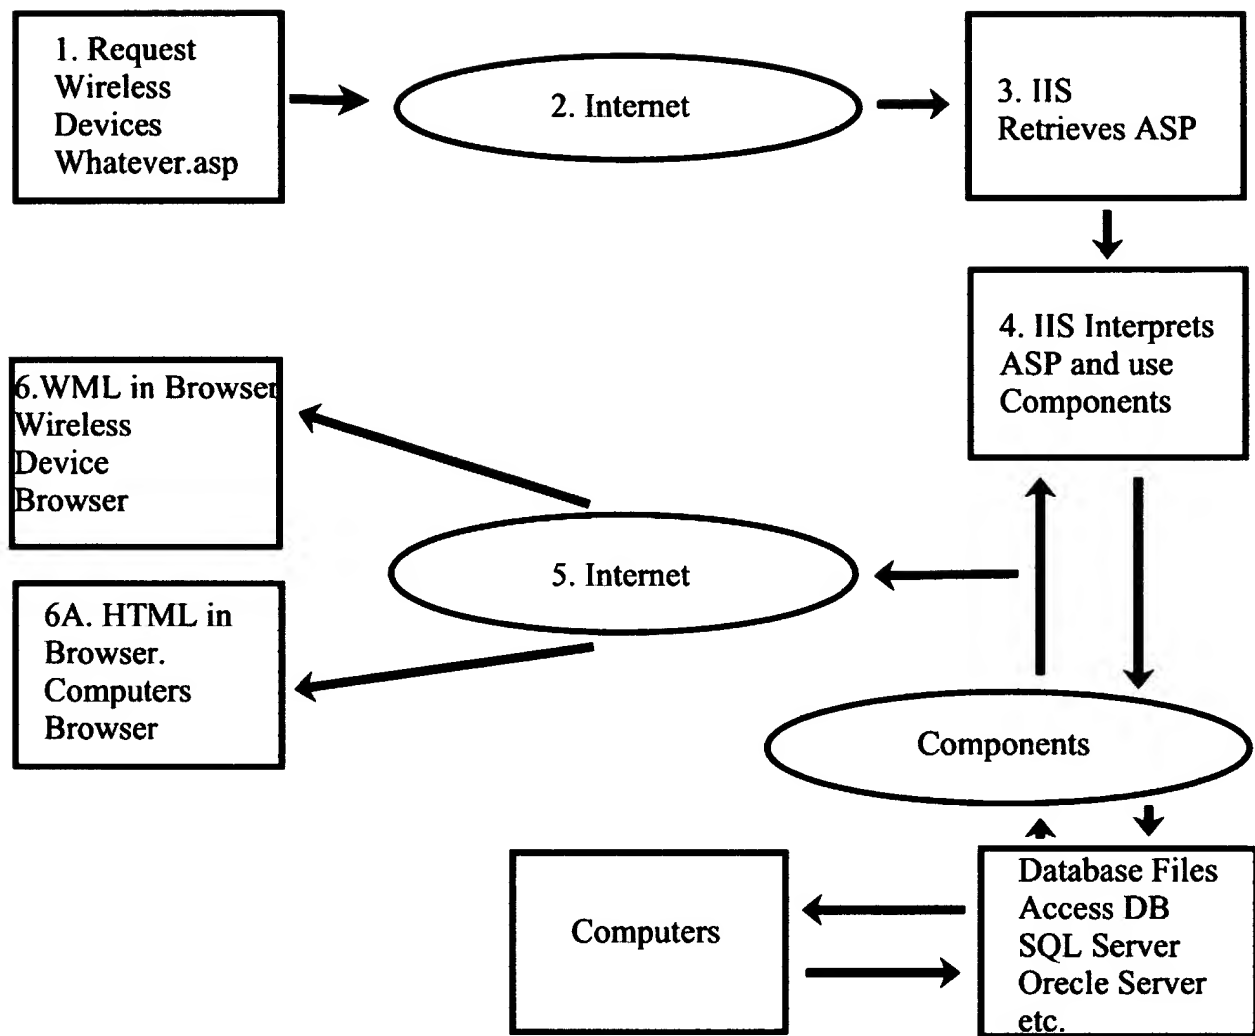 1. Request
Wireless
Devices
Whatever.asp
2. Internet
3. IIS
Retrieves ASP
4. IIS Interprets
ASP and use
Components
6.WML in Browser
Wireless
Device
Browser
5. Internet
6A. HTML in
Browser.
Computers
Browser
Components
Computers
Database Files
Access DB
SQL Server
Orecle Server
etc.